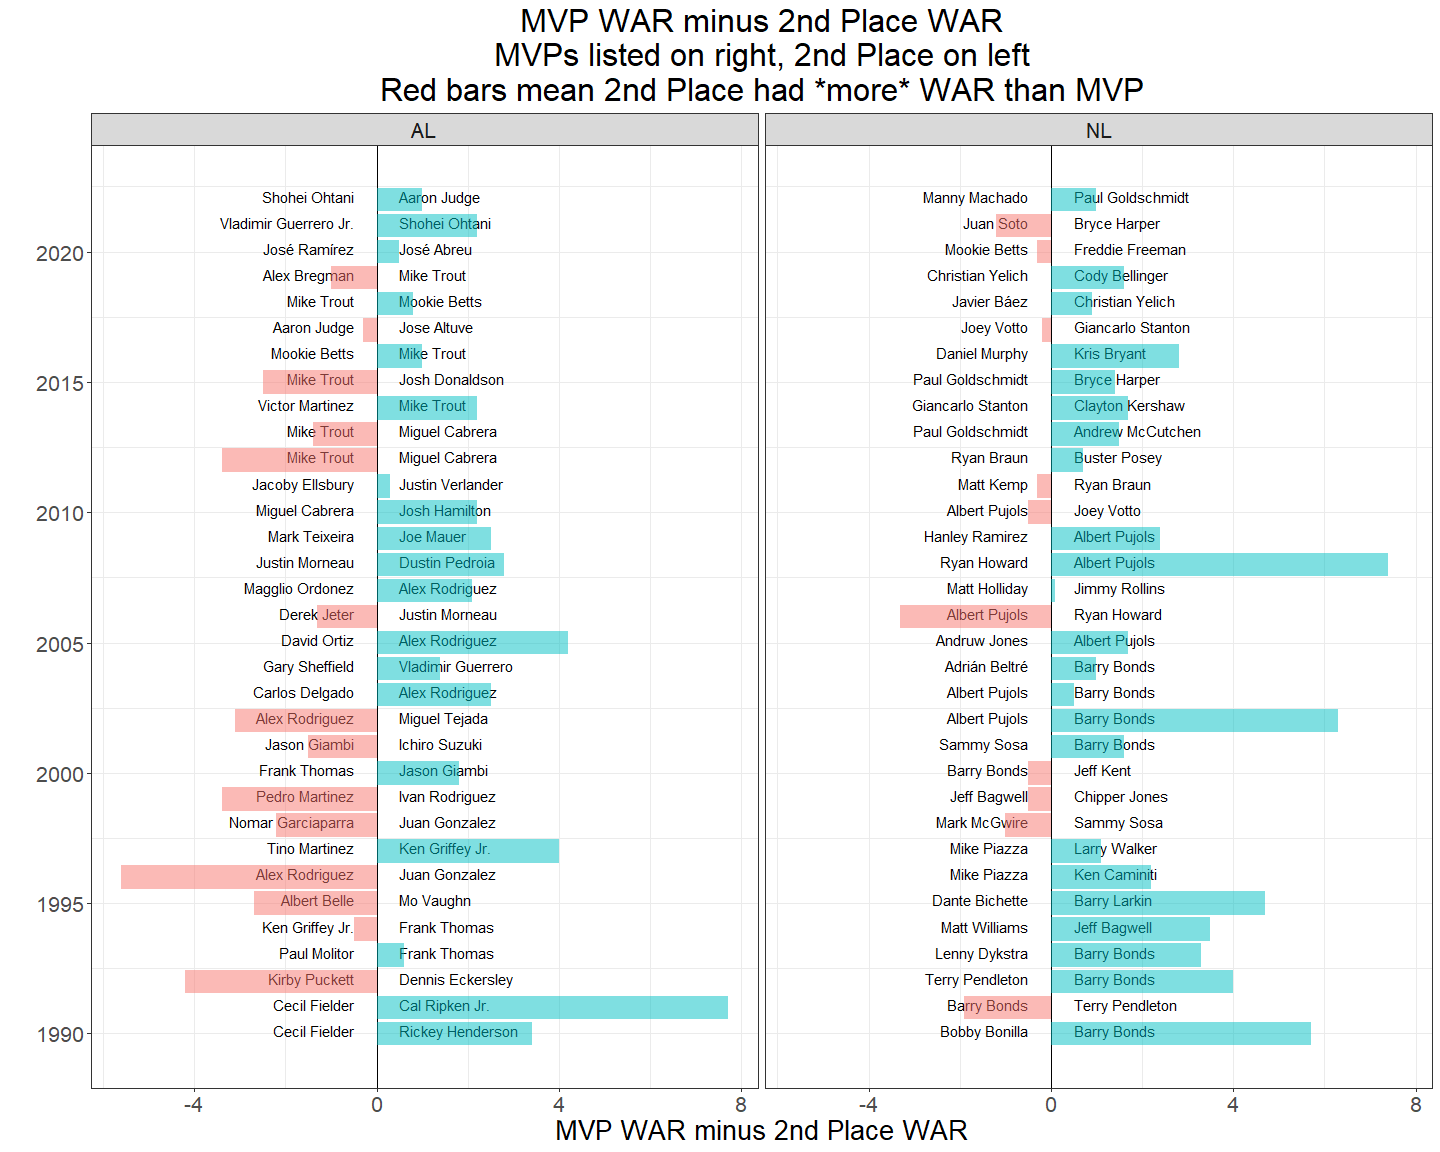 MVP WAR minus 2nd Place WAR
MVPs listed on right, 2nd Place on left
Red bars mean 2nd Place had *more* WAR than MVP
AL NL
Shohei Ohtani Aaron Judge Manny Machado Paul Goldschmidt
Vladimir Guerrero Jr. Shohei Ohtani Juan Soto Bryce Harper
2020 José Ramírez José Abreu Mookie Betts Freddie Freeman
Alex Bregman Mike Trout Christian Yelich Cody Bellinger
Mike Trout Mookie Betts Javier Báez Christian Yelich
Aaron Judge Jose Altuve Joey Votto Giancarlo Stanton
Mookie Betts Mike Trout Daniel Murphy Kris Bryant
2015 Mike Trout Josh Donaldson Paul Goldschmidt Bryce Harper
Victor Martinez Mike Trout Giancarlo Stanton Clayton Kershaw
Mike Trout Miguel Cabrera Paul Goldschmidt Andrew McCutchen
Mike Trout Miguel Cabrera Ryan Braun Buster Posey
Jacoby Ellsbury Justin Verlander Matt Kemp Ryan Braun
2010 Miguel Cabrera Josh Hamilton Albert Pujols Joey Votto
Mark Teixeira Joe Mauer Hanley Ramirez Albert Pujols
Justin Morneau Dustin Pedroia Ryan Howard Albert Pujols
Magglio Ordonez Alex Rodriguez Matt Holliday Jimmy Rollins
Derek Jeter Justin Morneau Albert Pujols Ryan Howard
2005 David Ortiz Alex Rodriguez Andruw Jones Albert Pujols
Gary Sheffield Vladimir Guerrero Adrián Beltré Barry Bonds
Carlos Delgado Alex Rodriguez Albert Pujols Barry Bonds
Alex Rodriguez Miguel Tejada Albert Pujols Barry Bonds
Jason Giambi Ichiro Suzuki Sammy Sosa Barry Bonds
2000 Frank Thomas Jason Giambi Barry Bonds Jeff Kent
Pedro Martinez Ivan Rodriguez Jeff Bagwell Chipper Jones
Nomar Garciaparra Juan Gonzalez Mark McGwire Sammy Sosa
Tino Martinez Ken Griffey Jr. Mike Piazza Larry Walker
Alex Rodriguez Juan Gonzalez Mike Piazza Ken Caminiti
1995 Albert Belle Mo Vaughn Dante Bichette Barry Larkin
Ken Griffey Jr. Frank Thomas Matt Williams Jeff Bagwell
Paul Molitor Frank Thomas Lenny Dykstra Barry Bonds
Kirby Puckett Dennis Eckersley Terry Pendleton Barry Bonds
Cecil Fielder Cal Ripken Jr. Barry Bonds Terry Pendleton
1990 Cecil Fielder Rickey Henderson Bobby Bonilla Barry Bonds
-4 0 4 8 -4 0 4 8
MVP WAR minus 2nd Place WAR